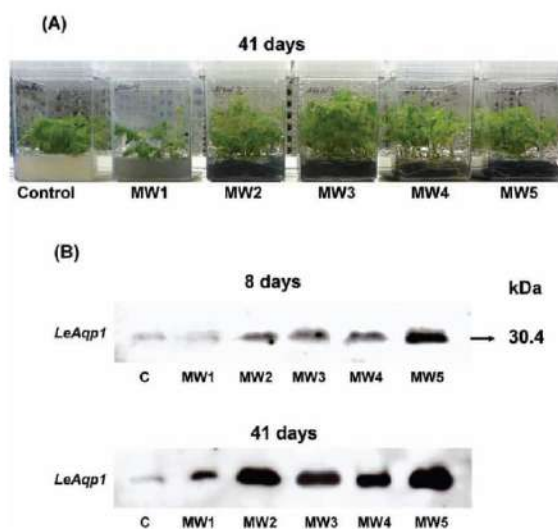 (A)
41 days
Control MW1 MW2 MW3 MW4 MW5
(B)
8 days kDa
LeAqp1 30.4
C MW1 MW2 MW3 MW4 MW5
41 days
LeAqp1
C MW1 MW2 MW3 MW4 MW5